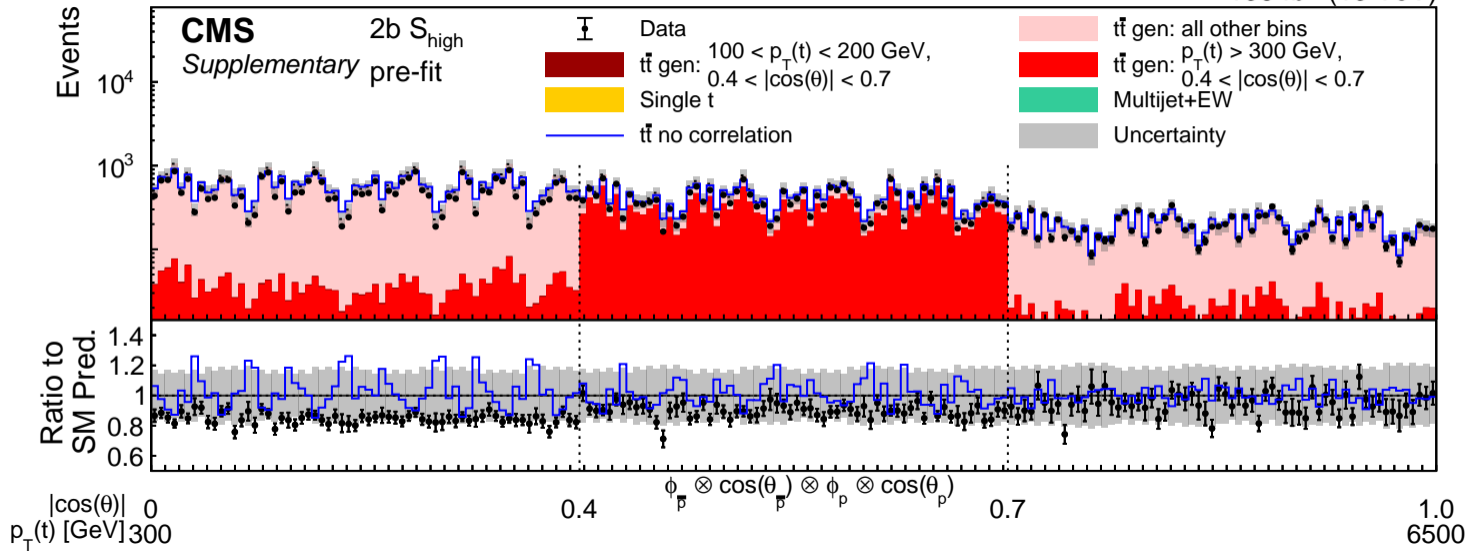 CMS 2b S_high
Supplementary pre-fit
Data
tt̄ gen: 100 < p_T(t) < 200 GeV,
0.4 < |cos(θ)| < 0.7
Single t
tt̄ no correlation
tt̄ gen: all other bins
tt̄ gen: p_T(t) > 300 GeV,
0.4 < |cos(θ)| < 0.7
Multijet+EW
Uncertainty
Events
10^4
10^3
Ratio to
SM Pred.
1.4
1.2
1
0.8
0.6
ϕ_p̄ ⊗ cos(θ_p̄) ⊗ ϕ_p ⊗ cos(θ_p)
|cos(θ)| 0 0.4 0.7 1.0
p_T(t) [GeV] 300 6500